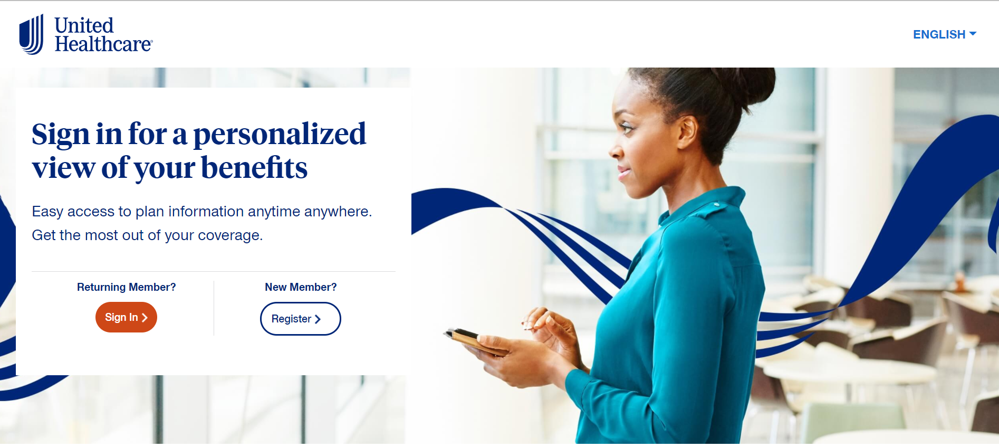 United
Healthcare®
ENGLISH
Sign in for a personalized
view of your benefits
Easy access to plan information anytime anywhere.
Get the most out of your coverage.
Returning Member?
Sign In
New Member?
Register